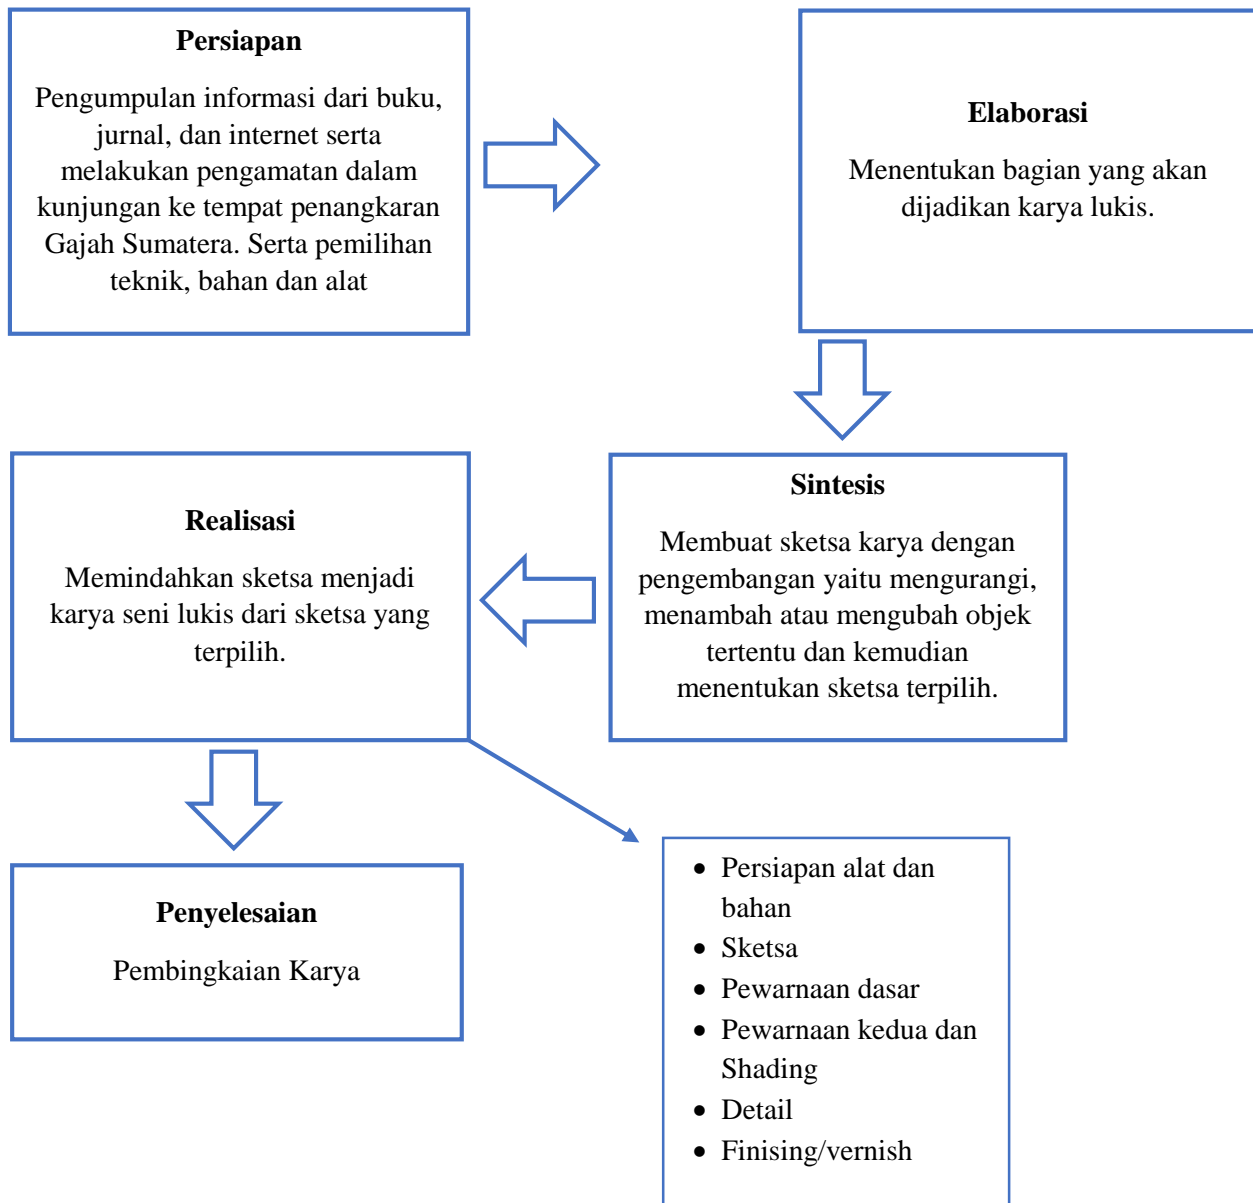 Persiapan
Pengumpulan informasi dari buku,
jurnal, dan internet serta
melakukan pengamatan dalam
kunjungan ke tempat penangkaran
Gajah Sumatera. Serta pemilihan
teknik, bahan dan alat
Elaborasi
Menentukan bagian yang akan
dijadikan karya lukis.
Sintesis
Membuat sketsa karya dengan
pengembangan yaitu mengurangi,
menambah atau mengubah objek
tertentu dan kemudian
menentukan sketsa terpilih.
Realisasi
Memindahkan sketsa menjadi
karya seni lukis dari sketsa yang
terpilih.
Penyelesaian
Pembingkaian Karya
• Persiapan alat dan
bahan
• Sketsa
• Pewarnaan dasar
• Pewarnaan kedua dan
Shading
• Detail
• Finising/vernish